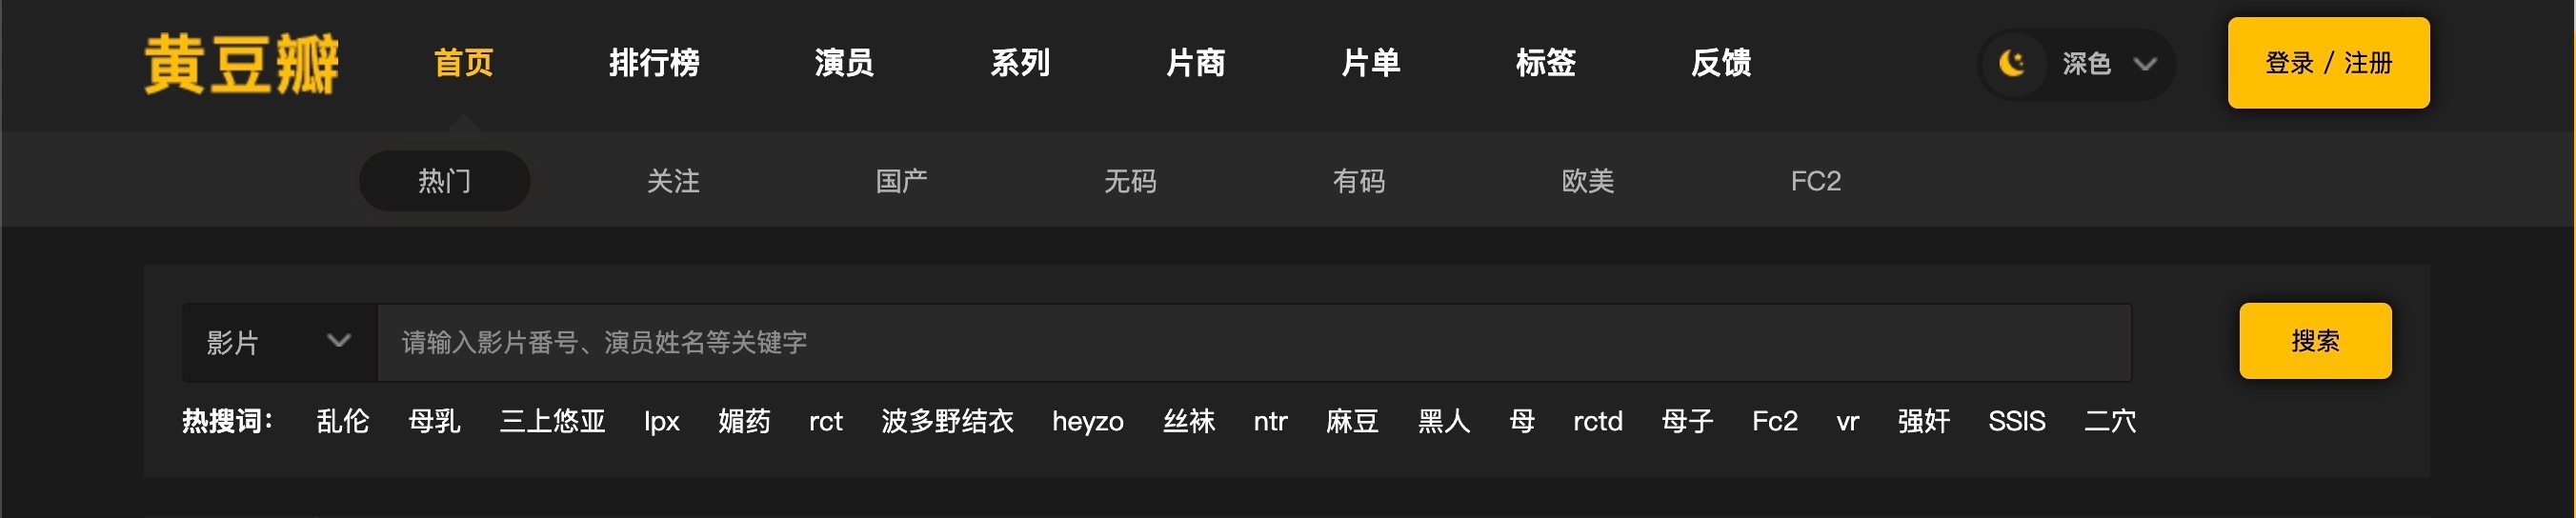 黄豆瓣 首页 排行榜 演员 系列 片商 片单 标签 反馈 深色 登录 / 注册
热门 关注 国产 无码 有码 欧美 FC2
影片 请输入影片番号、演员姓名等关键字 搜索
热搜词： 乱伦 母乳 三上悠亚 lpx 媚药 rct 波多野结衣 heyzo 丝袜 ntr 麻豆 黑人 母 rctd 母子 Fc2 vr 强奸 SSIS 二穴